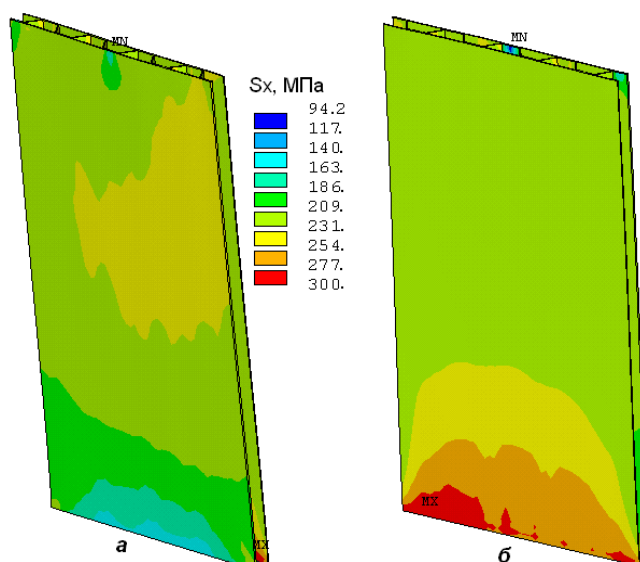 MN
MN
Sx, МПа
94.2
117.
140.
163.
186.
209.
231.
254.
277.
300.
MX
MX
а
б